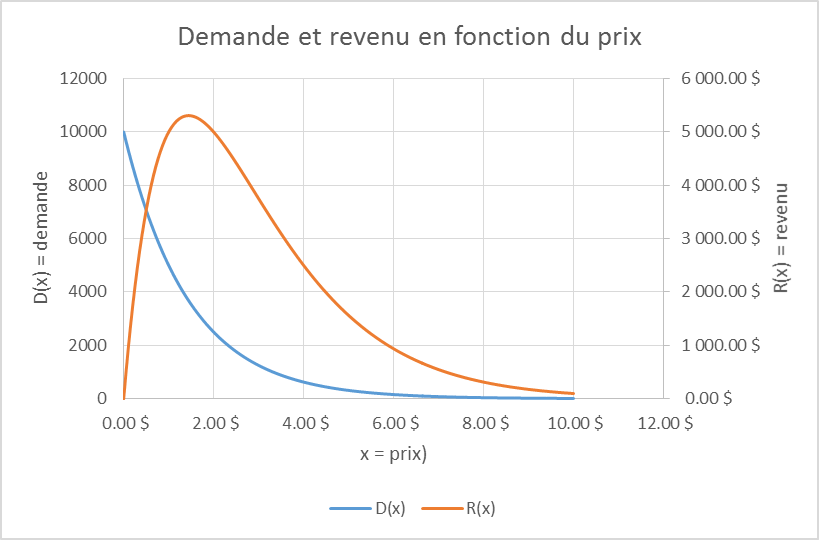 Demande et revenu en fonction du prix
D(x) = demande
12000
10000
8000
6000
4000
2000
0
6 000.00 $
5 000.00 $
4 000.00 $
3 000.00 $
2 000.00 $
1 000.00 $
0.00 $
R(x) = revenu
0.00 $ 2.00 $ 4.00 $ 6.00 $ 8.00 $ 10.00 $ 12.00 $
x = prix)
D(x) R(x)